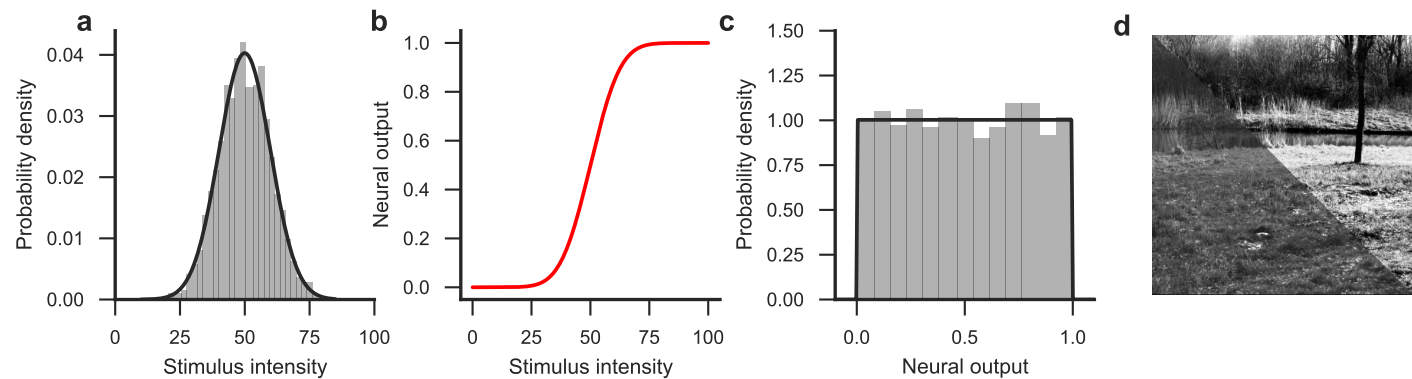 a
Probability density
0.04
0.03
0.02
0.01
0.00
0 25 50 75 100
Stimulus intensity
b
Neural output
1.0
0.8
0.6
0.4
0.2
0.0
0 25 50 75 100
Stimulus intensity
c
Probability density
1.50
1.25
1.00
0.75
0.50
0.25
0.00
0.0 0.5 1.0
Neural output
d